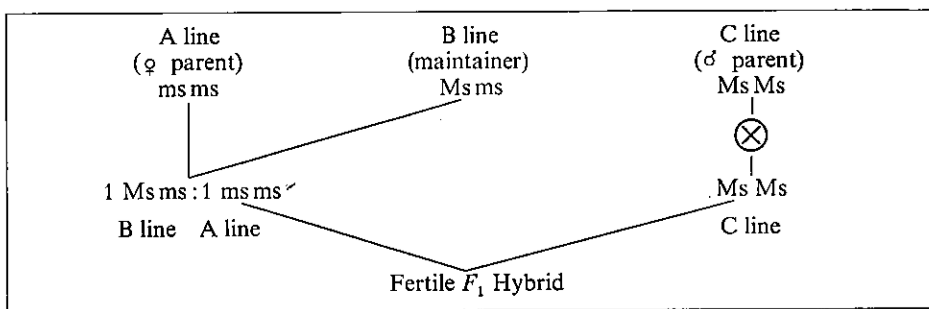 A line
(♀ parent)
ms ms
B line
(maintainer)
Ms ms
C line
(♂ parent)
Ms Ms
1 Ms ms : 1 ms ms
Ms Ms
B line A line
C line
Fertile F₁ Hybrid